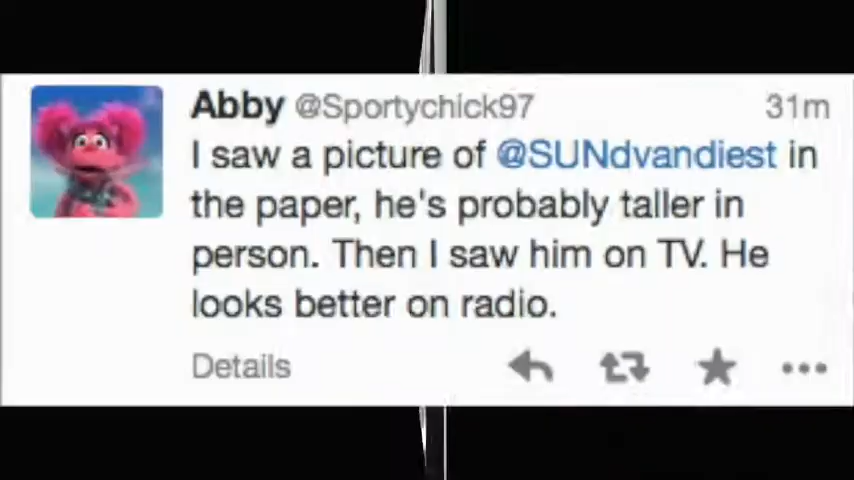 Abby @Sportychick97 31m
I saw a picture of @SUNdvandiest in
the paper, he's probably taller in
person. Then I saw him on TV. He
looks better on radio.
Details